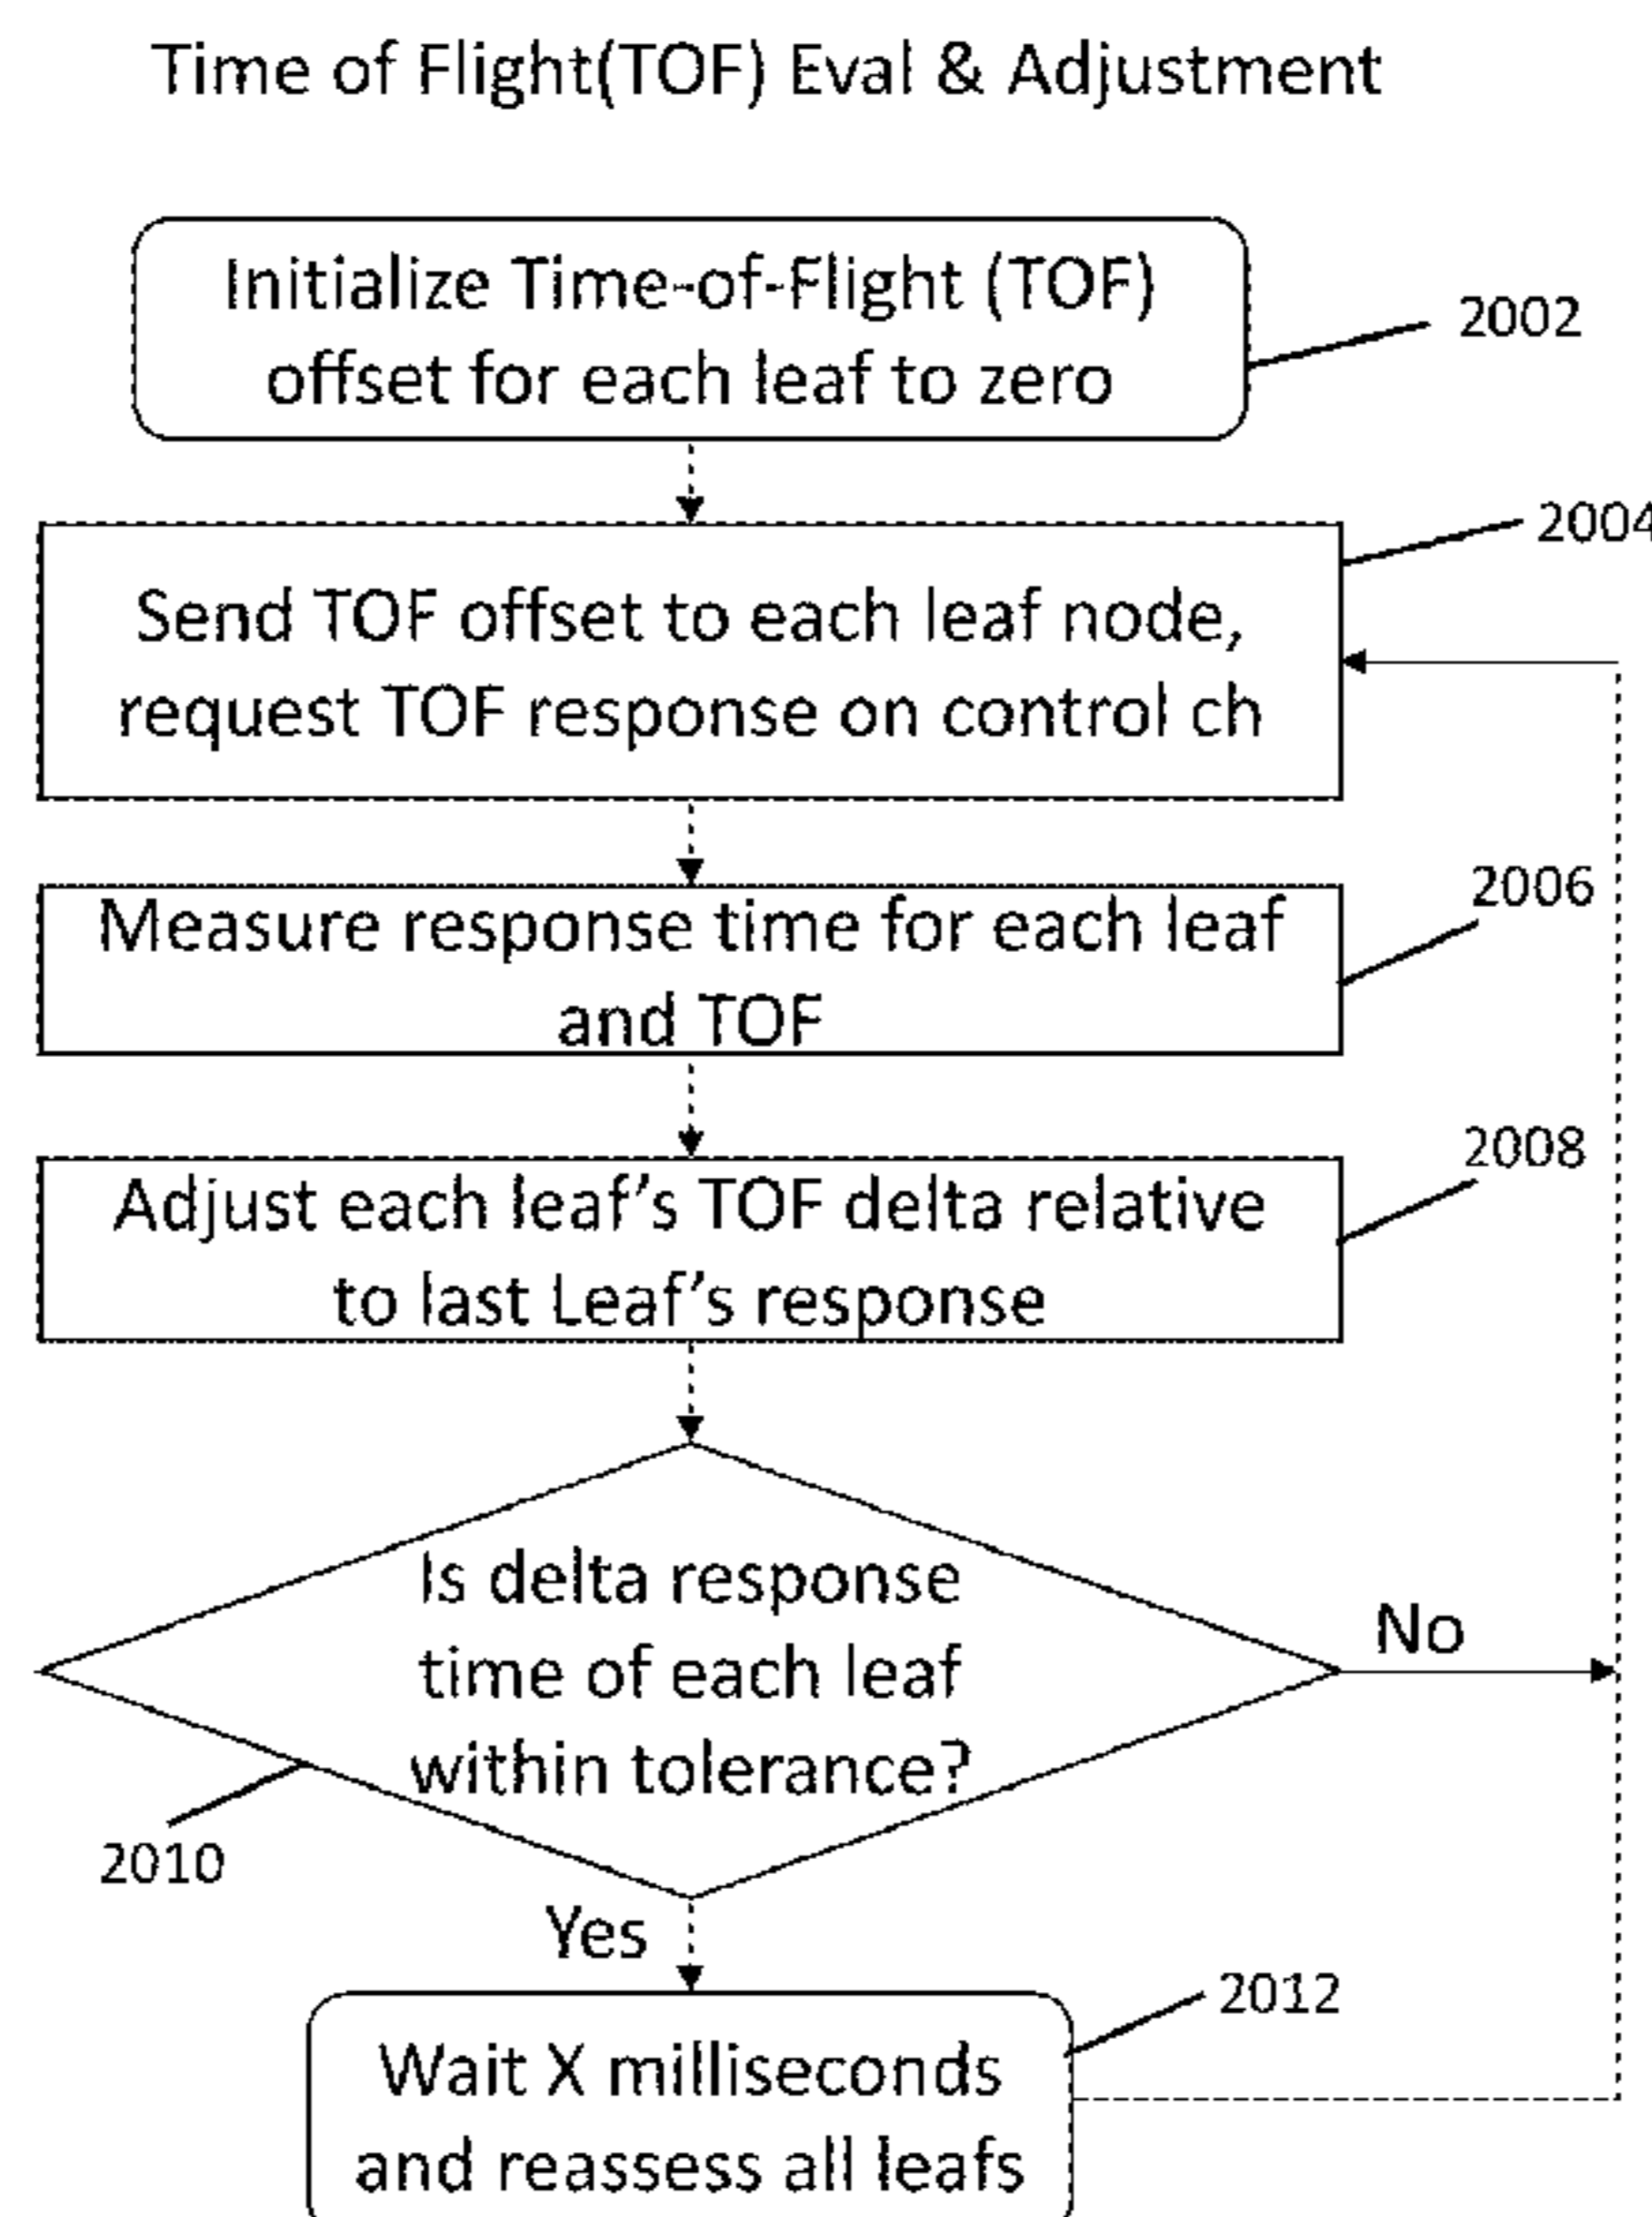 Time of Flight(TOF) Eval & Adjustment
Initialize Time-of-Flight (TOF)
offset for each leaf to zero
2002
2004
Send TOF offset to each leaf node,
request TOF response on control ch
2006
Measure response time for each leaf
and TOF
2008
Adjust each leaf's TOF delta relative
to last Leaf's response
Is delta response
time of each leaf
within tolerance?
No
2010
Yes
2012
Wait X milliseconds
and reassess all leafs